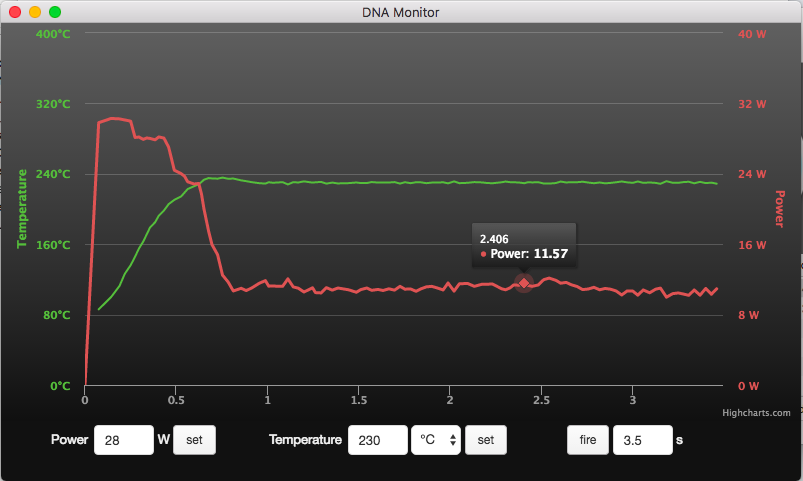 DNA Monitor
400°C
40 W
320°C
32 W
240°C
24 W
Temperature
Power
2.406
Power: 11.57
160°C
16 W
80°C
8 W
0°C
0 W
0 0.5 1 1.5 2 2.5 3
Highcharts.com
Power 28 W set Temperature 230 °C set fire 3.5 s